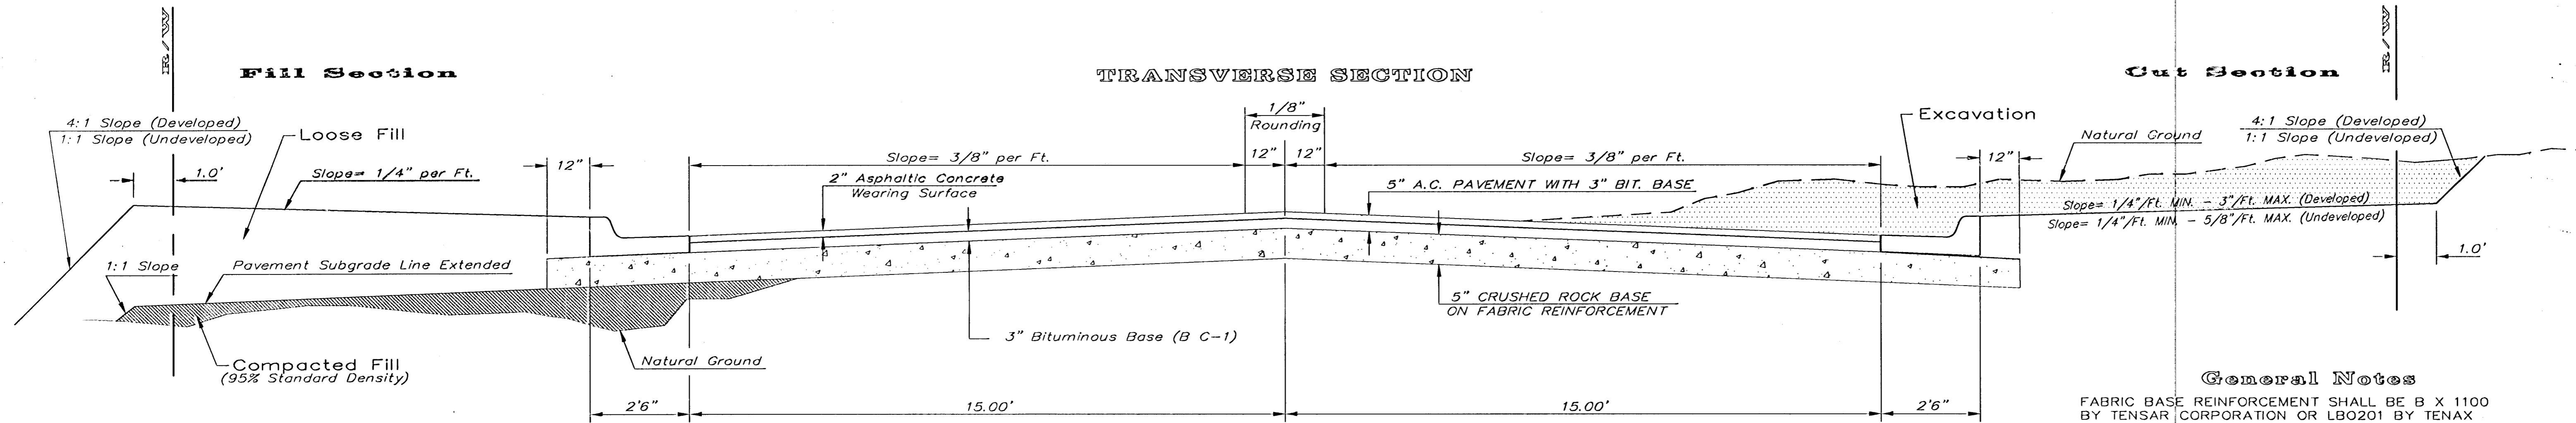 R/W
R/W
Fill Section
TRANSVERSE SECTION
Cut Section
4:1 Slope (Developed)
1:1 Slope (Undeveloped)
Loose Fill
1.0'
Slope= 1/4" per Ft.
12"
Slope= 3/8" per Ft.
2" Asphaltic Concrete
Wearing Surface
1/8"
Rounding
12"
12"
Slope= 3/8" per Ft.
5" A.C. PAVEMENT WITH 3" BIT. BASE
Excavation
Natural Ground
12"
4:1 Slope (Developed)
1:1 Slope (Undeveloped)
Slope= 1/4"/Ft. MIN. - 3"/Ft. MAX. (Developed)
Slope= 1/4"/Ft. MIN. - 5/8"/Ft. MAX. (Undeveloped)
1.0'
1:1 Slope
Pavement Subgrade Line Extended
5" CRUSHED ROCK BASE
ON FABRIC REINFORCEMENT
3" Bituminous Base (B C-1)
Natural Ground
Compacted Fill
(95% Standard Density)
2'6"
15.00'
15.00'
2'6"
General Notes
FABRIC BASE REINFORCEMENT SHALL BE B X 1100
BY TENSAR CORPORATION OR LBO201 BY TENAX